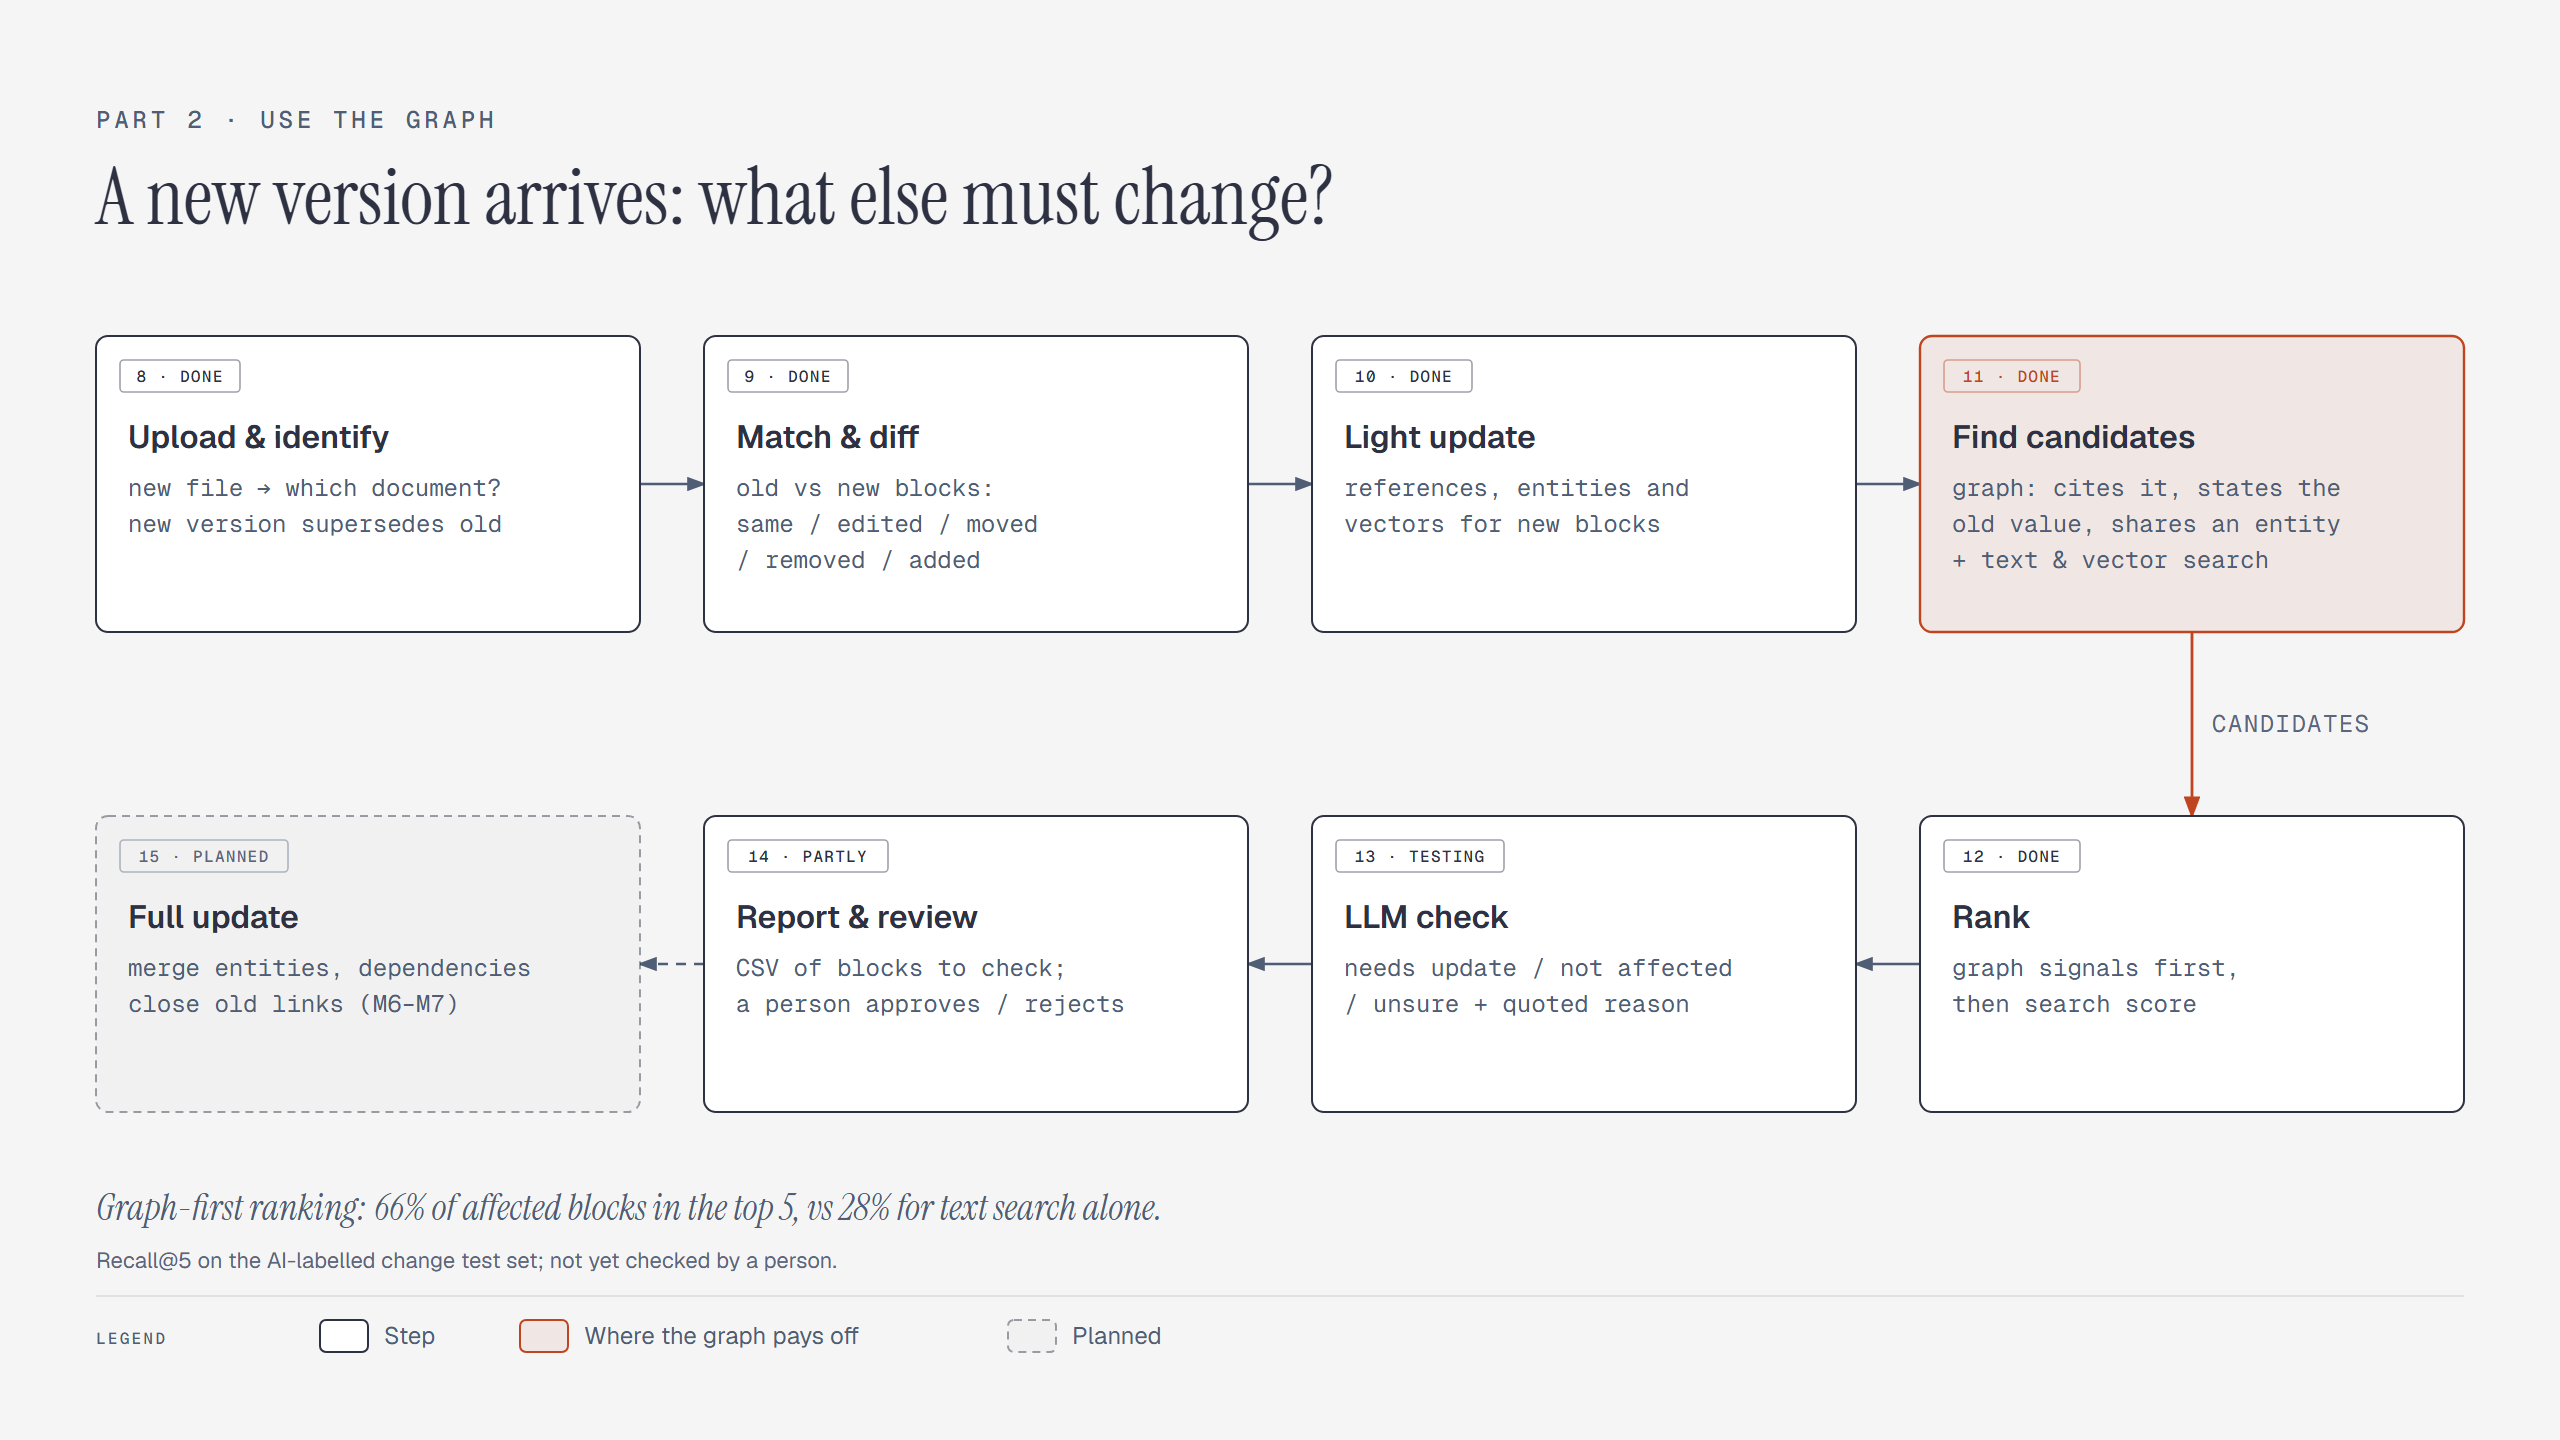 PART 2 · USE THE GRAPH
A new version arrives: what else must change?
8 · DONE
Upload & identify
new file → which document?
new version supersedes old
9 · DONE
Match & diff
old vs new blocks:
same / edited / moved
/ removed / added
10 · DONE
Light update
references, entities and
vectors for new blocks
11 · DONE
Find candidates
graph: cites it, states the
old value, shares an entity
+ text & vector search
CANDIDATES
12 · DONE
Rank
graph signals first,
then search score
13 · TESTING
LLM check
needs update / not affected
/ unsure + quoted reason
14 · PARTLY
Report & review
CSV of blocks to check;
a person approves / rejects
15 · PLANNED
Full update
merge entities, dependencies
close old links (M6–M7)
Graph-first ranking: 66% of affected blocks in the top 5, vs 28% for text search alone.
Recall@5 on the AI-labelled change test set; not yet checked by a person.
LEGEND
Step
Where the graph pays off
Planned